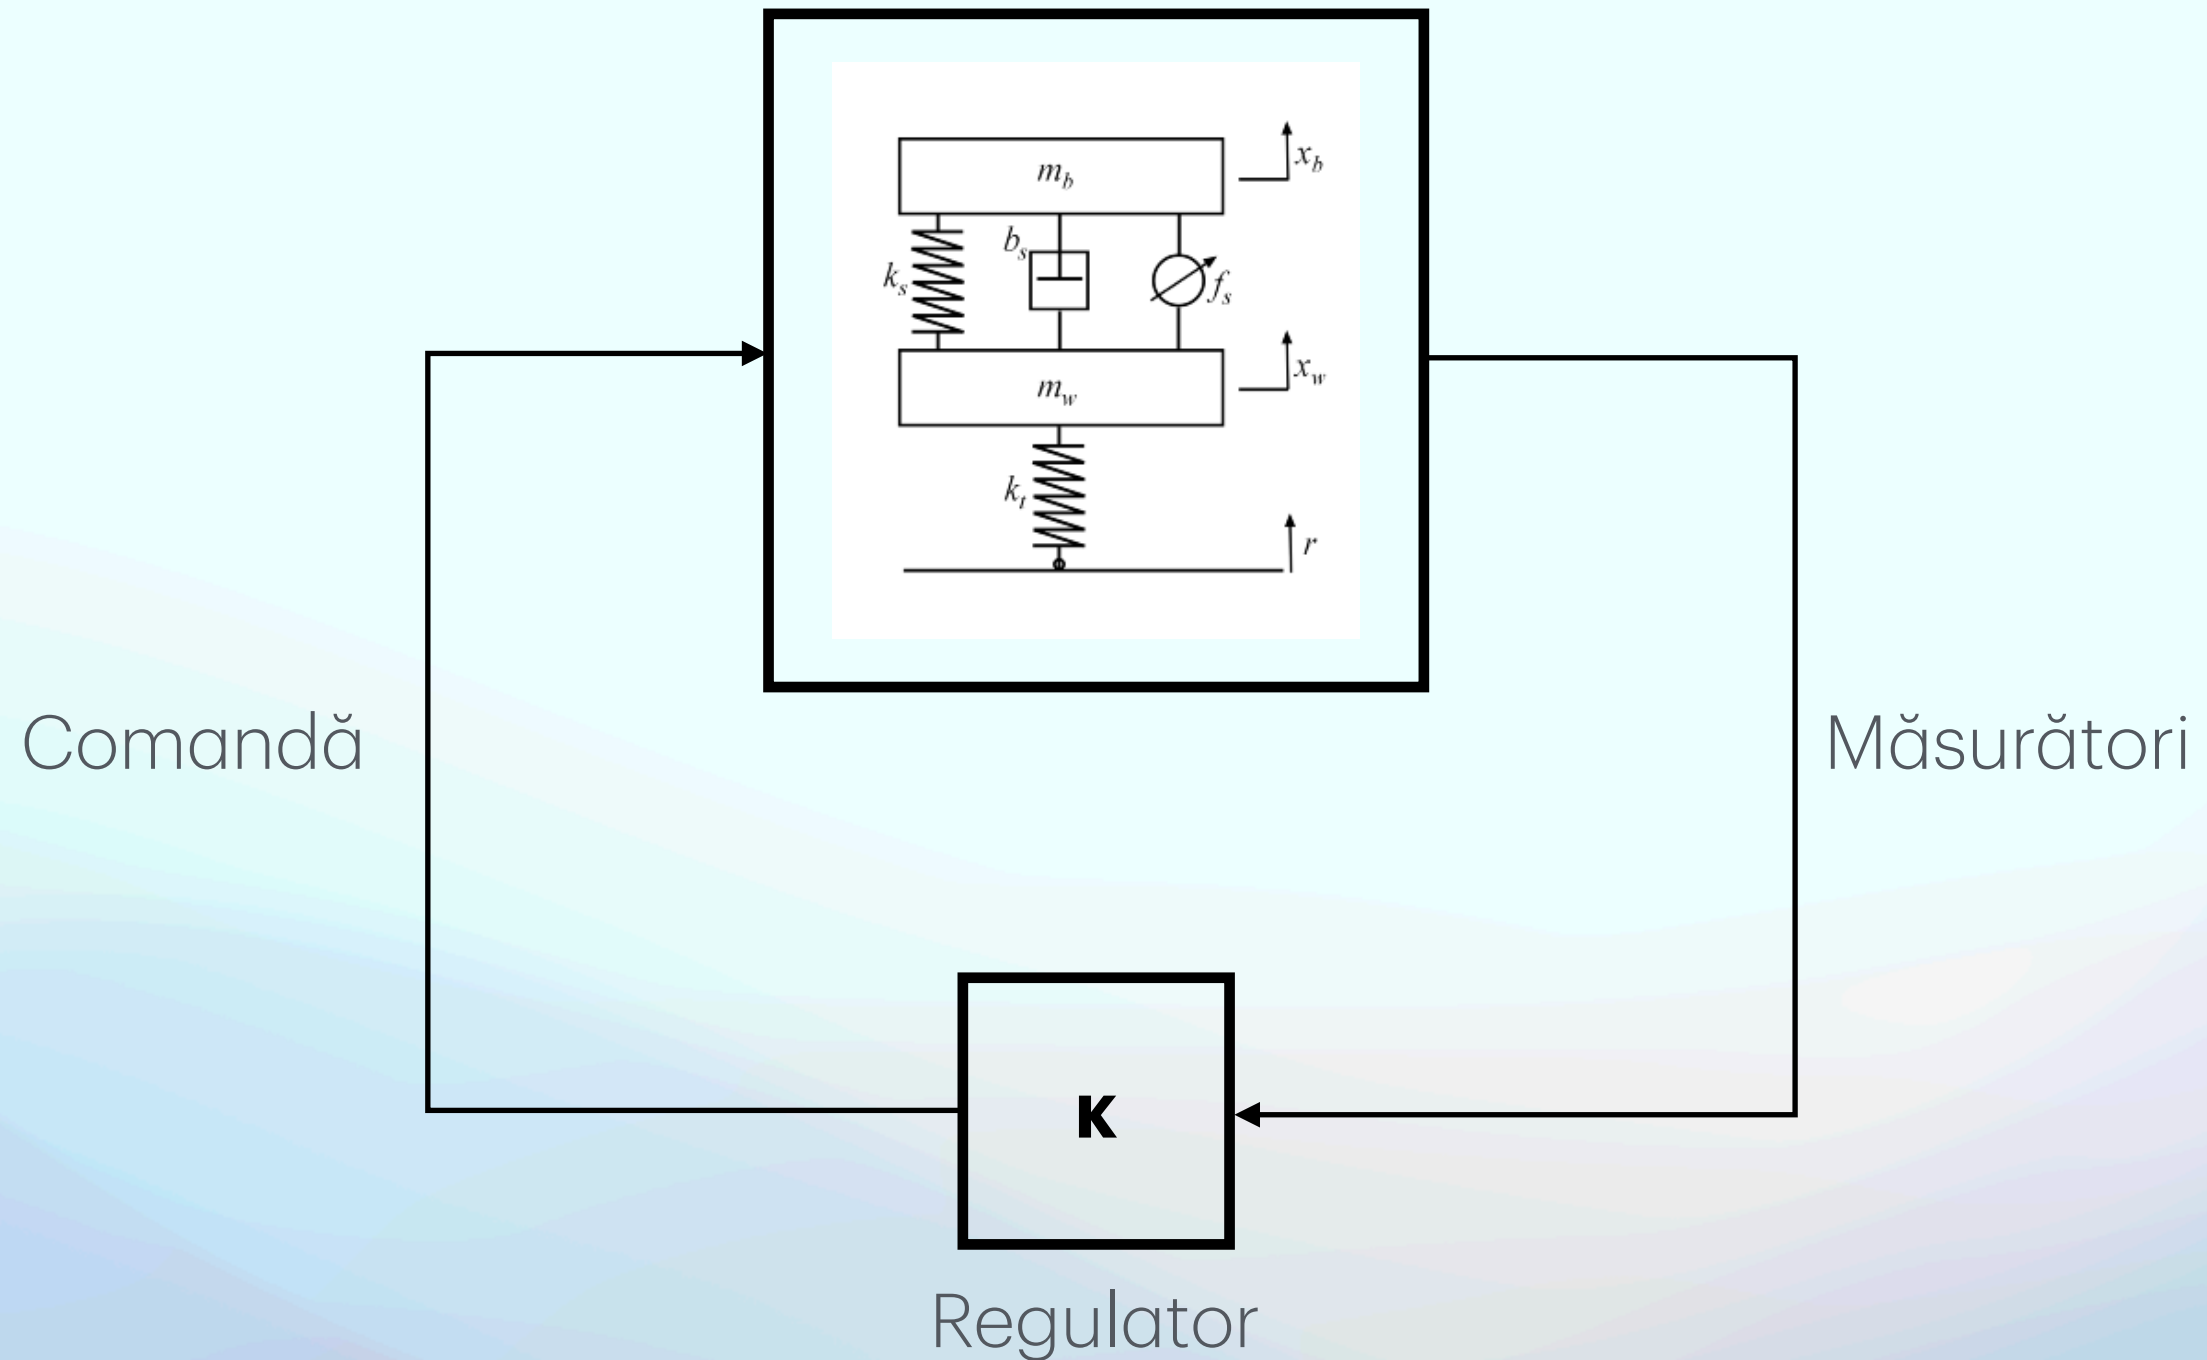 m_b
x_b
b_s
k_s
f_s
m_w
x_w
k_t
r
Comandă
Măsurători
K
Regulator